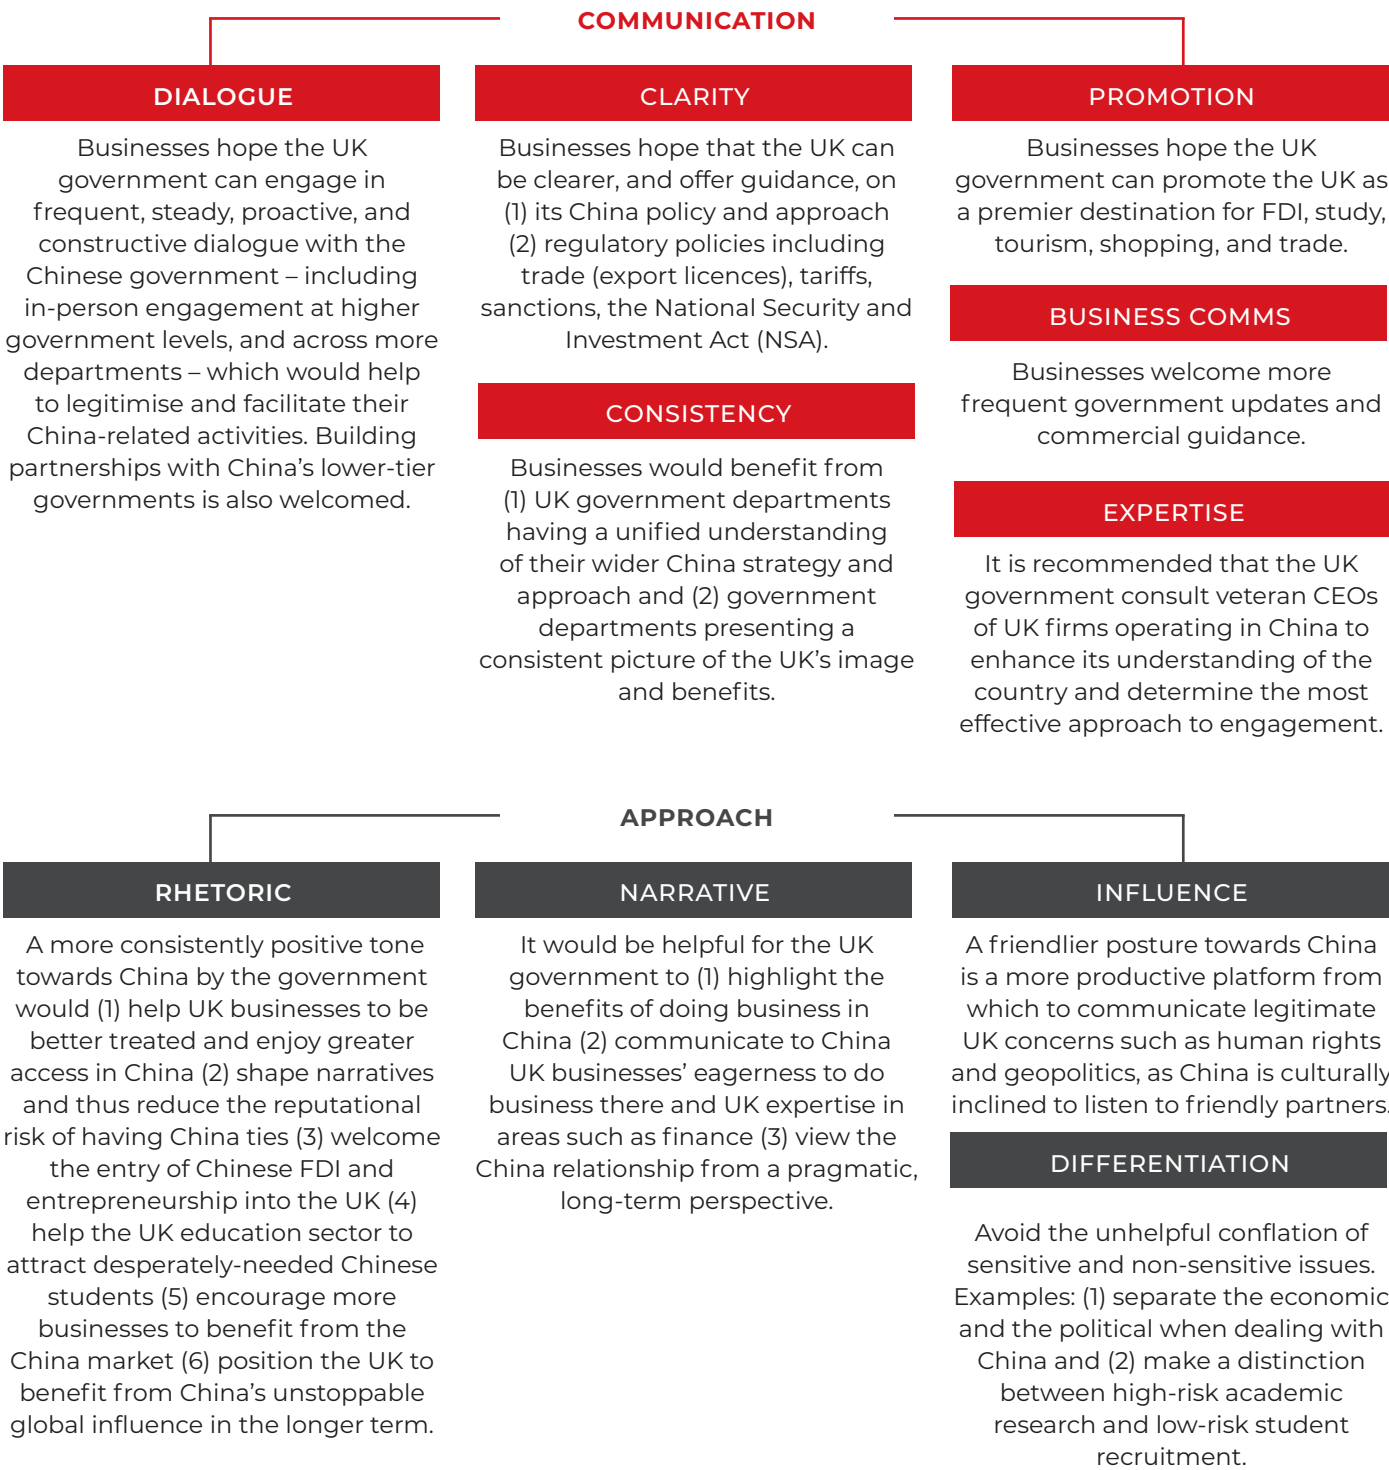 COMMUNICATION
DIALOGUE
Businesses hope the UK
government can engage in
frequent, steady, proactive, and
constructive dialogue with the
Chinese government – including
in-person engagement at higher
government levels, and across more
departments – which would help
to legitimise and facilitate their
China-related activities. Building
partnerships with China’s lower-tier
governments is also welcomed.
CLARITY
Businesses hope that the UK can
be clearer, and offer guidance, on
(1) its China policy and approach
(2) regulatory policies including
trade (export licences), tariffs,
sanctions, the National Security and
Investment Act (NSA).
CONSISTENCY
Businesses would benefit from
(1) UK government departments
having a unified understanding
of their wider China strategy and
approach and (2) government
departments presenting a
consistent picture of the UK’s image
and benefits.
PROMOTION
Businesses hope the UK
government can promote the UK as
a premier destination for FDI, study,
tourism, shopping, and trade.
BUSINESS COMMS
Businesses welcome more
frequent government updates and
commercial guidance.
EXPERTISE
It is recommended that the UK
government consult veteran CEOs
of UK firms operating in China to
enhance its understanding of the
country and determine the most
effective approach to engagement.
APPROACH
RHETORIC
A more consistently positive tone
towards China by the government
would (1) help UK businesses to be
better treated and enjoy greater
access in China (2) shape narratives
and thus reduce the reputational
risk of having China ties (3) welcome
the entry of Chinese FDI and
entrepreneurship into the UK (4)
help the UK education sector to
attract desperately-needed Chinese
students (5) encourage more
businesses to benefit from the
China market (6) position the UK to
benefit from China’s unstoppable
global influence in the longer term.
NARRATIVE
It would be helpful for the UK
government to (1) highlight the
benefits of doing business in
China (2) communicate to China
UK businesses’ eagerness to do
business there and UK expertise in
areas such as finance (3) view the
China relationship from a pragmatic,
long-term perspective.
INFLUENCE
A friendlier posture towards China
is a more productive platform from
which to communicate legitimate
UK concerns such as human rights
and geopolitics, as China is culturally
inclined to listen to friendly partners.
DIFFERENTIATION
Avoid the unhelpful conflation of
sensitive and non-sensitive issues.
Examples: (1) separate the economic
and the political when dealing with
China and (2) make a distinction
between high-risk academic
research and low-risk student
recruitment.